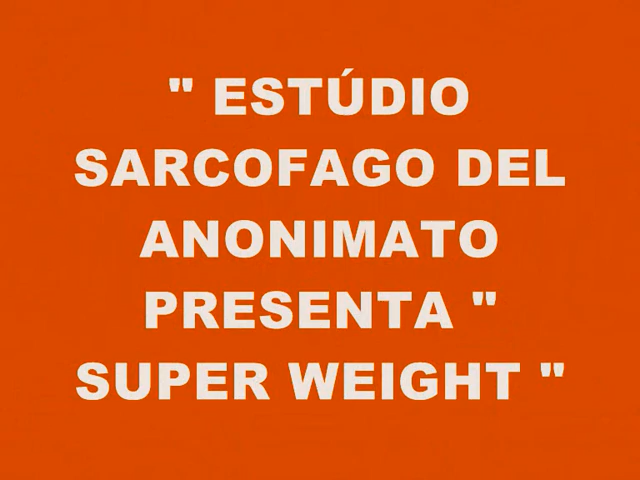 " ESTÚDIO
SARCOFAGO DEL
ANONIMATO
PRESENTA "
SUPER WEIGHT "